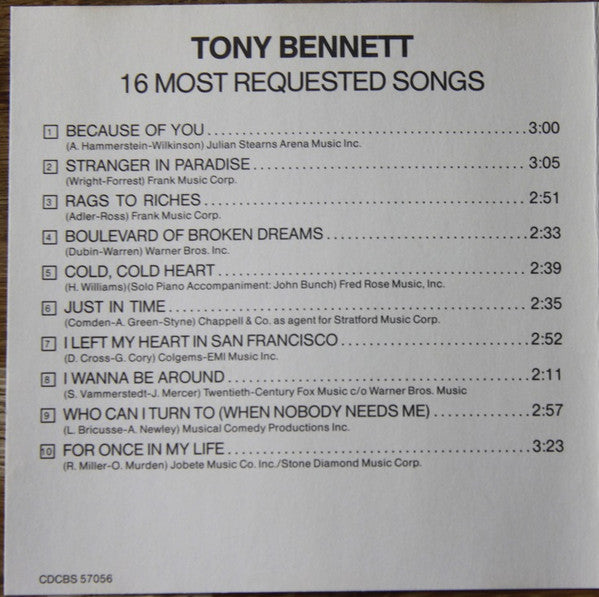 TONY BENNETT
16 MOST REQUESTED SONGS
1 BECAUSE OF YOU 3:00
(A. Hammerstein-Wilkinson) Julian Stearns Arena Music Inc.
2 STRANGER IN PARADISE 3:05
(Wright-Forrest) Frank Music Corp.
3 RAGS TO RICHES 2:51
(Adler-Ross) Frank Music Corp.
4 BOULEVARD OF BROKEN DREAMS 2:33
(Dubin-Warren) Warner Bros. Inc.
5 COLD, COLD HEART 2:39
(H. Williams)(Solo Piano Accompaniment: John Bunch) Fred Rose Music, Inc.
6 JUST IN TIME 2:35
(Comden-A. Green-Styne) Chappell & Co. as agent for Stratford Music Corp.
7 I LEFT MY HEART IN SAN FRANCISCO 2:52
(D. Cross-G. Cory) Colgems-EMI Music Inc.
8 I WANNA BE AROUND 2:11
(S. Vammerstedt-J. Mercer) Twentieth-Century Fox Music c/o Warner Bros. Music
9 WHO CAN I TURN TO (WHEN NOBODY NEEDS ME) 2:57
(L. Bricusse-A. Newley) Musical Comedy Productions Inc.
10 FOR ONCE IN MY LIFE 3:23
(R. Miller-O. Murden) Jobete Music Co. Inc./Stone Diamond Music Corp.
CDCBS 57056